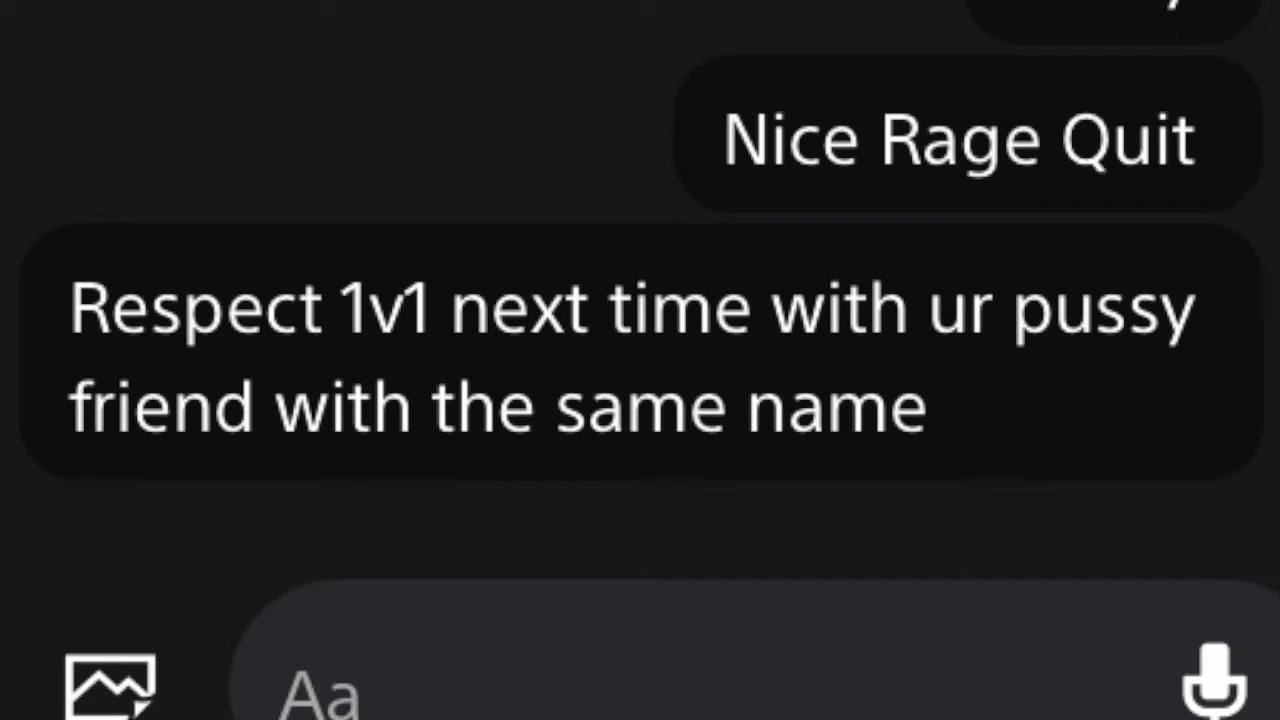 Nice Rage Quit
Respect 1v1 next time with ur pussy
friend with the same name
Aa